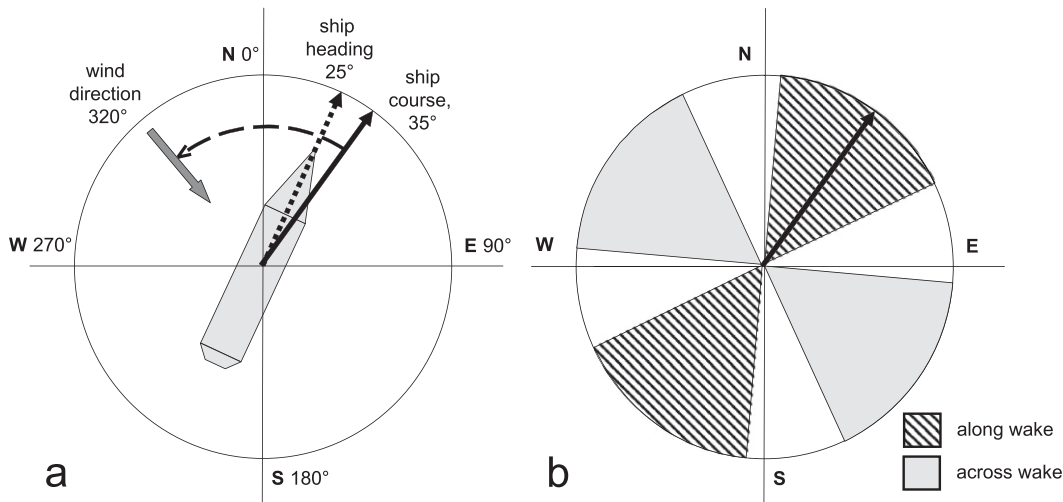 N 0°
ship
heading
25°
ship
course,
35°
wind
direction
320°
W 270°
E 90°
S 180°
a
N
W
E
S
b
along wake
across wake